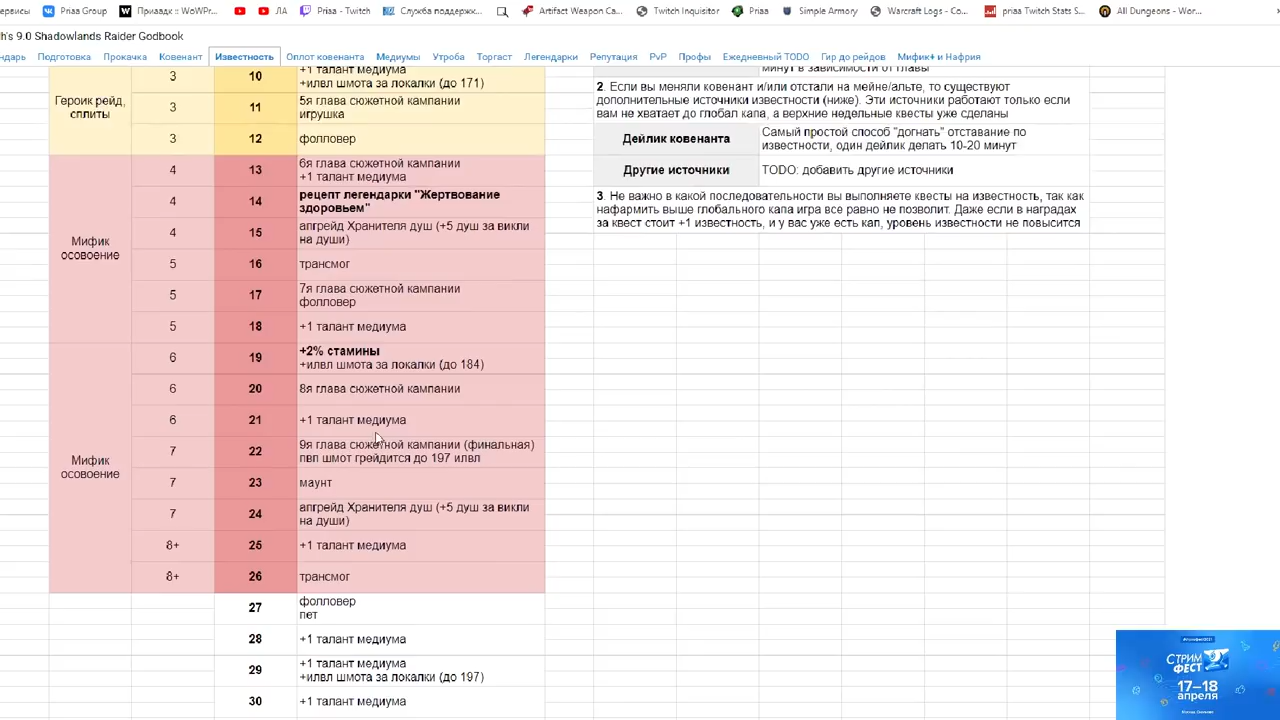 ервисы Priaa Group Приаадк :: WoWPr... ЛА Priaa - Twitch Служба поддержк... Artifact Weapon Ca... Twitch Inquisitor Priaa Simple Armory Warcraft Logs - Co... priaa Twitch Stats S... All Dungeons - Wor...
h's 9.0 Shadowlands Raider Godbook
ндарь Подготовка Прокачка Ковенант Известность Оплот ковенанта Медиумы Утроба Торгаст Легендарки Репутация PvP Профы Ежедневный TODO Гир до рейдов Мифик+ и Нафрия
Героик рейд,
сплиты
3 10 +1 талант медиума
+илвл шмота за локалки (до 171)
3 11 5я глава сюжетной кампании
игрушка
3 12 фолловер
Мифик
осовоение
4 13 6я глава сюжетной кампании
+1 талант медиума
4 14 рецепт легендарки "Жертвование
здоровьем"
4 15 апгрейд Хранителя душ (+5 душ за викли
на души)
5 16 трансмог
5 17 7я глава сюжетной кампании
фолловер
5 18 +1 талант медиума
Мифик
осовоение
6 19 +2% стамины
+илвл шмота за локалки (до 184)
6 20 8я глава сюжетной кампании
6 21 +1 талант медиума
7 22 9я глава сюжетной кампании (финальная)
пвп шмот грейдится до 197 илвл
7 23 маунт
7 24 апгрейд Хранителя душ (+5 душ за викли
на души)
8+ 25 +1 талант медиума
8+ 26 трансмог
27 фолловер
пет
28 +1 талант медиума
29 +1 талант медиума
+илвл шмота за локалки (до 197)
30 +1 талант медиума
минут в зависимости от главы
2. Если вы меняли ковенант и/или отстали на мейне/альте, то существуют
дополнительные источники известности (ниже). Эти источники работают только если
вам не хватает до глобал капа, а верхние недельные квесты уже сделаны
Дейлик ковенанта Самый простой способ "догнать" отставание по
известности, один дейлик делать 10-20 минут
Другие источники TODO: добавить другие источники
3. Не важно в какой последовательности вы выполняете квесты на известность, так как
нафармить выше глобального капа игра все равно не позволит. Даже если в наградах
за квест стоит +1 известность, и у вас уже есть кап, уровень известности не повысится
СТРИМ
ФЕСТ
17–18
апреля